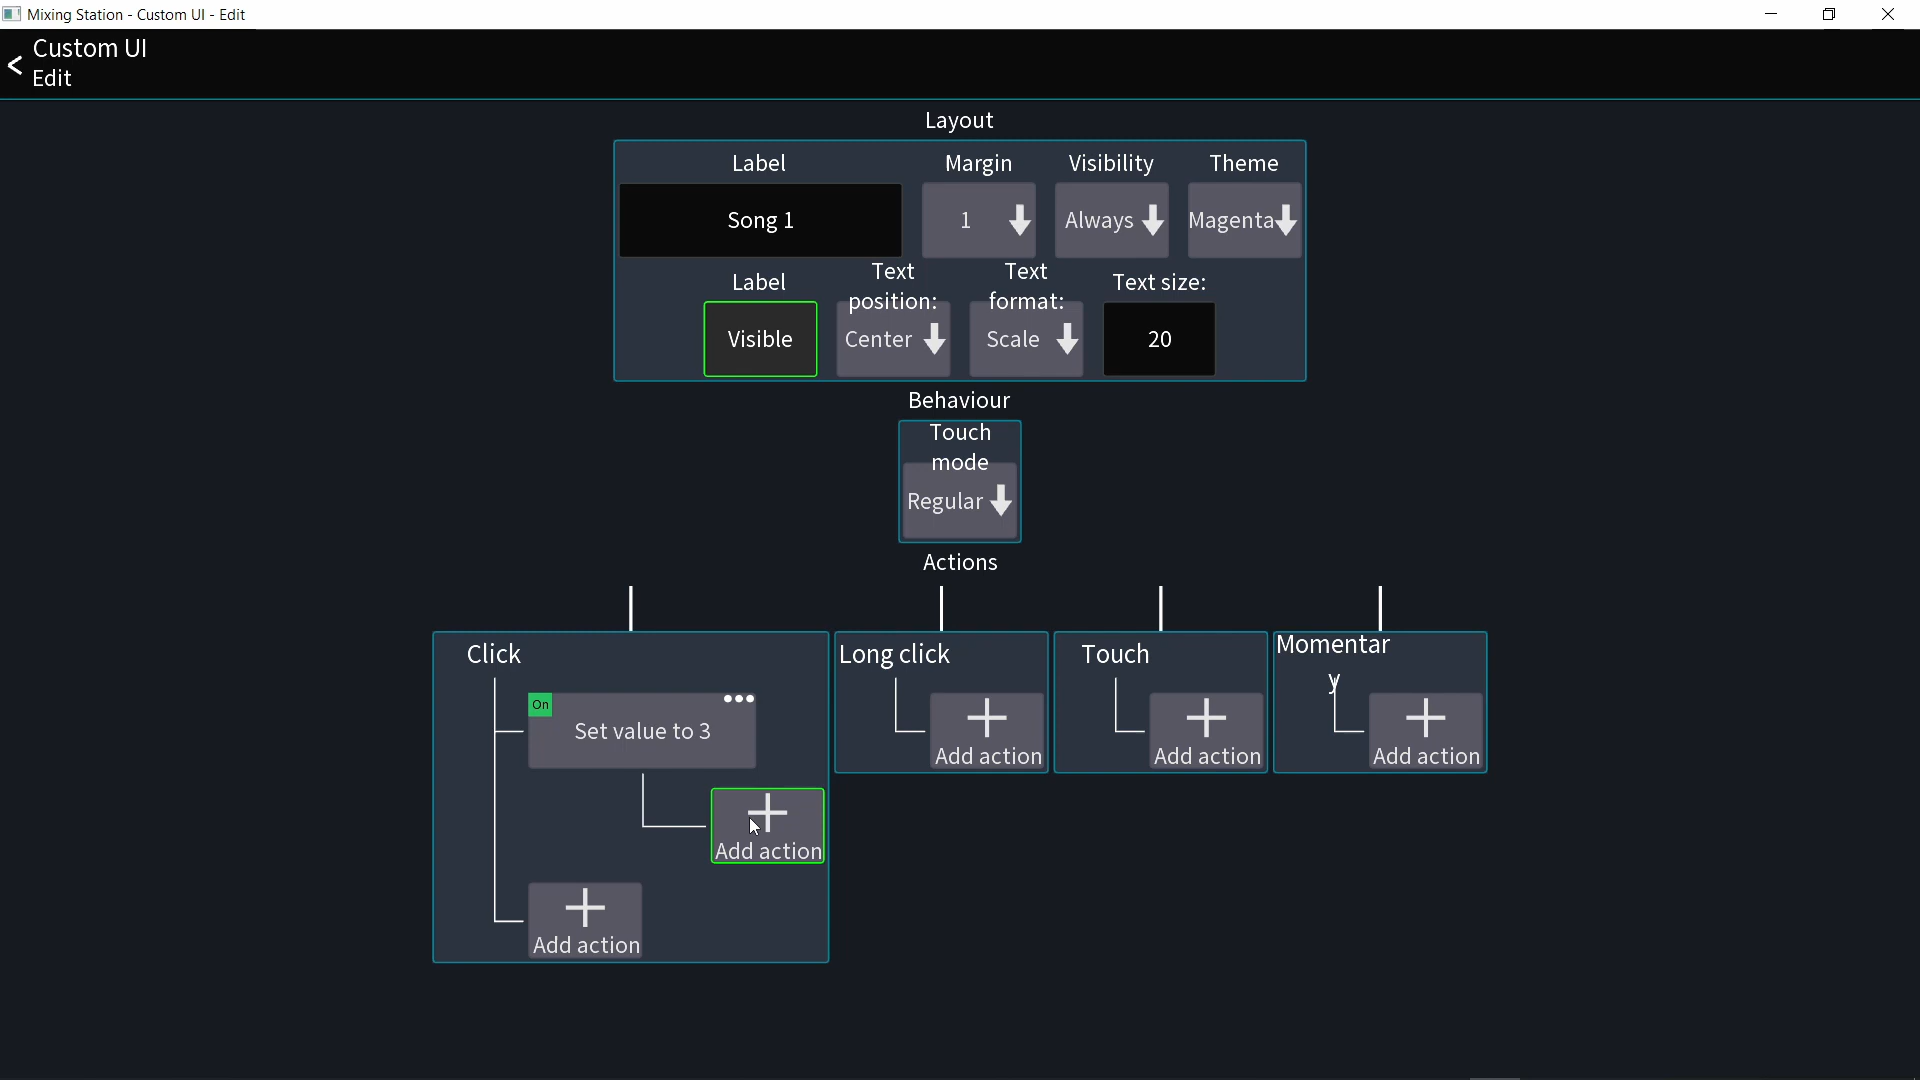 Mixing Station - Custom UI - Edit
Custom UI
Edit
Layout
Label Margin Visibility Theme
Song 1 1 Always Magenta
Label Text position: Text format: Text size:
Visible Center Scale 20
Behaviour
Touch
mode
Regular
Actions
Click
On
Set value to 3
Add action
Add action
Long click
Add action
Touch
Add action
Momentar
y
Add action